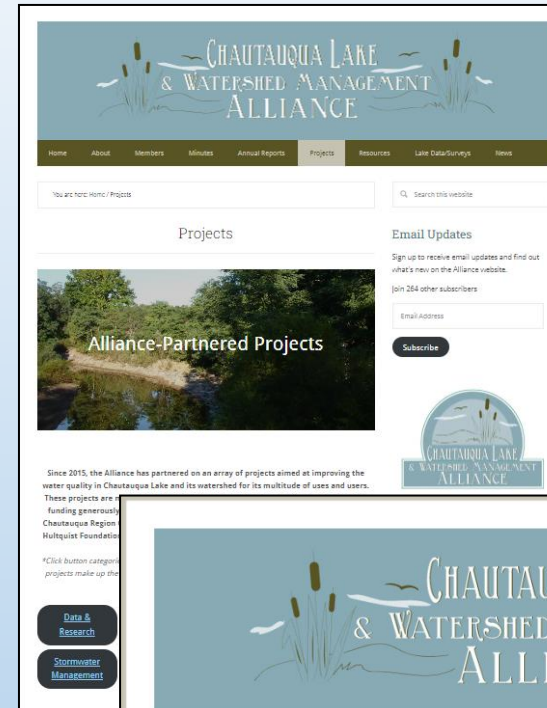 CHAUTAUQUA LAKE
& WATERSHED MANAGEMENT
ALLIANCE
Home About Members Minutes Annual Reports Projects Resources Lake Data/Surveys News
You are here: Home / Projects
Search this website
Projects
Email Updates
Sign up to receive email updates and find out
what's new on the Alliance website.
Join 264 other subscribers
Email Address
Subscribe
Alliance-Partnered Projects
CHAUTAUQUA LAKE
& WATERSHED MANAGEMENT
ALLIANCE
Since 2015, the Alliance has partnered on an array of projects aimed at improving the
water quality in Chautauqua Lake and its watershed for its multitude of uses and users.
These projects are
funding generously
Chautauqua Region
Hultquist Foundation
*Click button
projects make up the
Data &
Research
Stormwater
Management
& WATERSHED